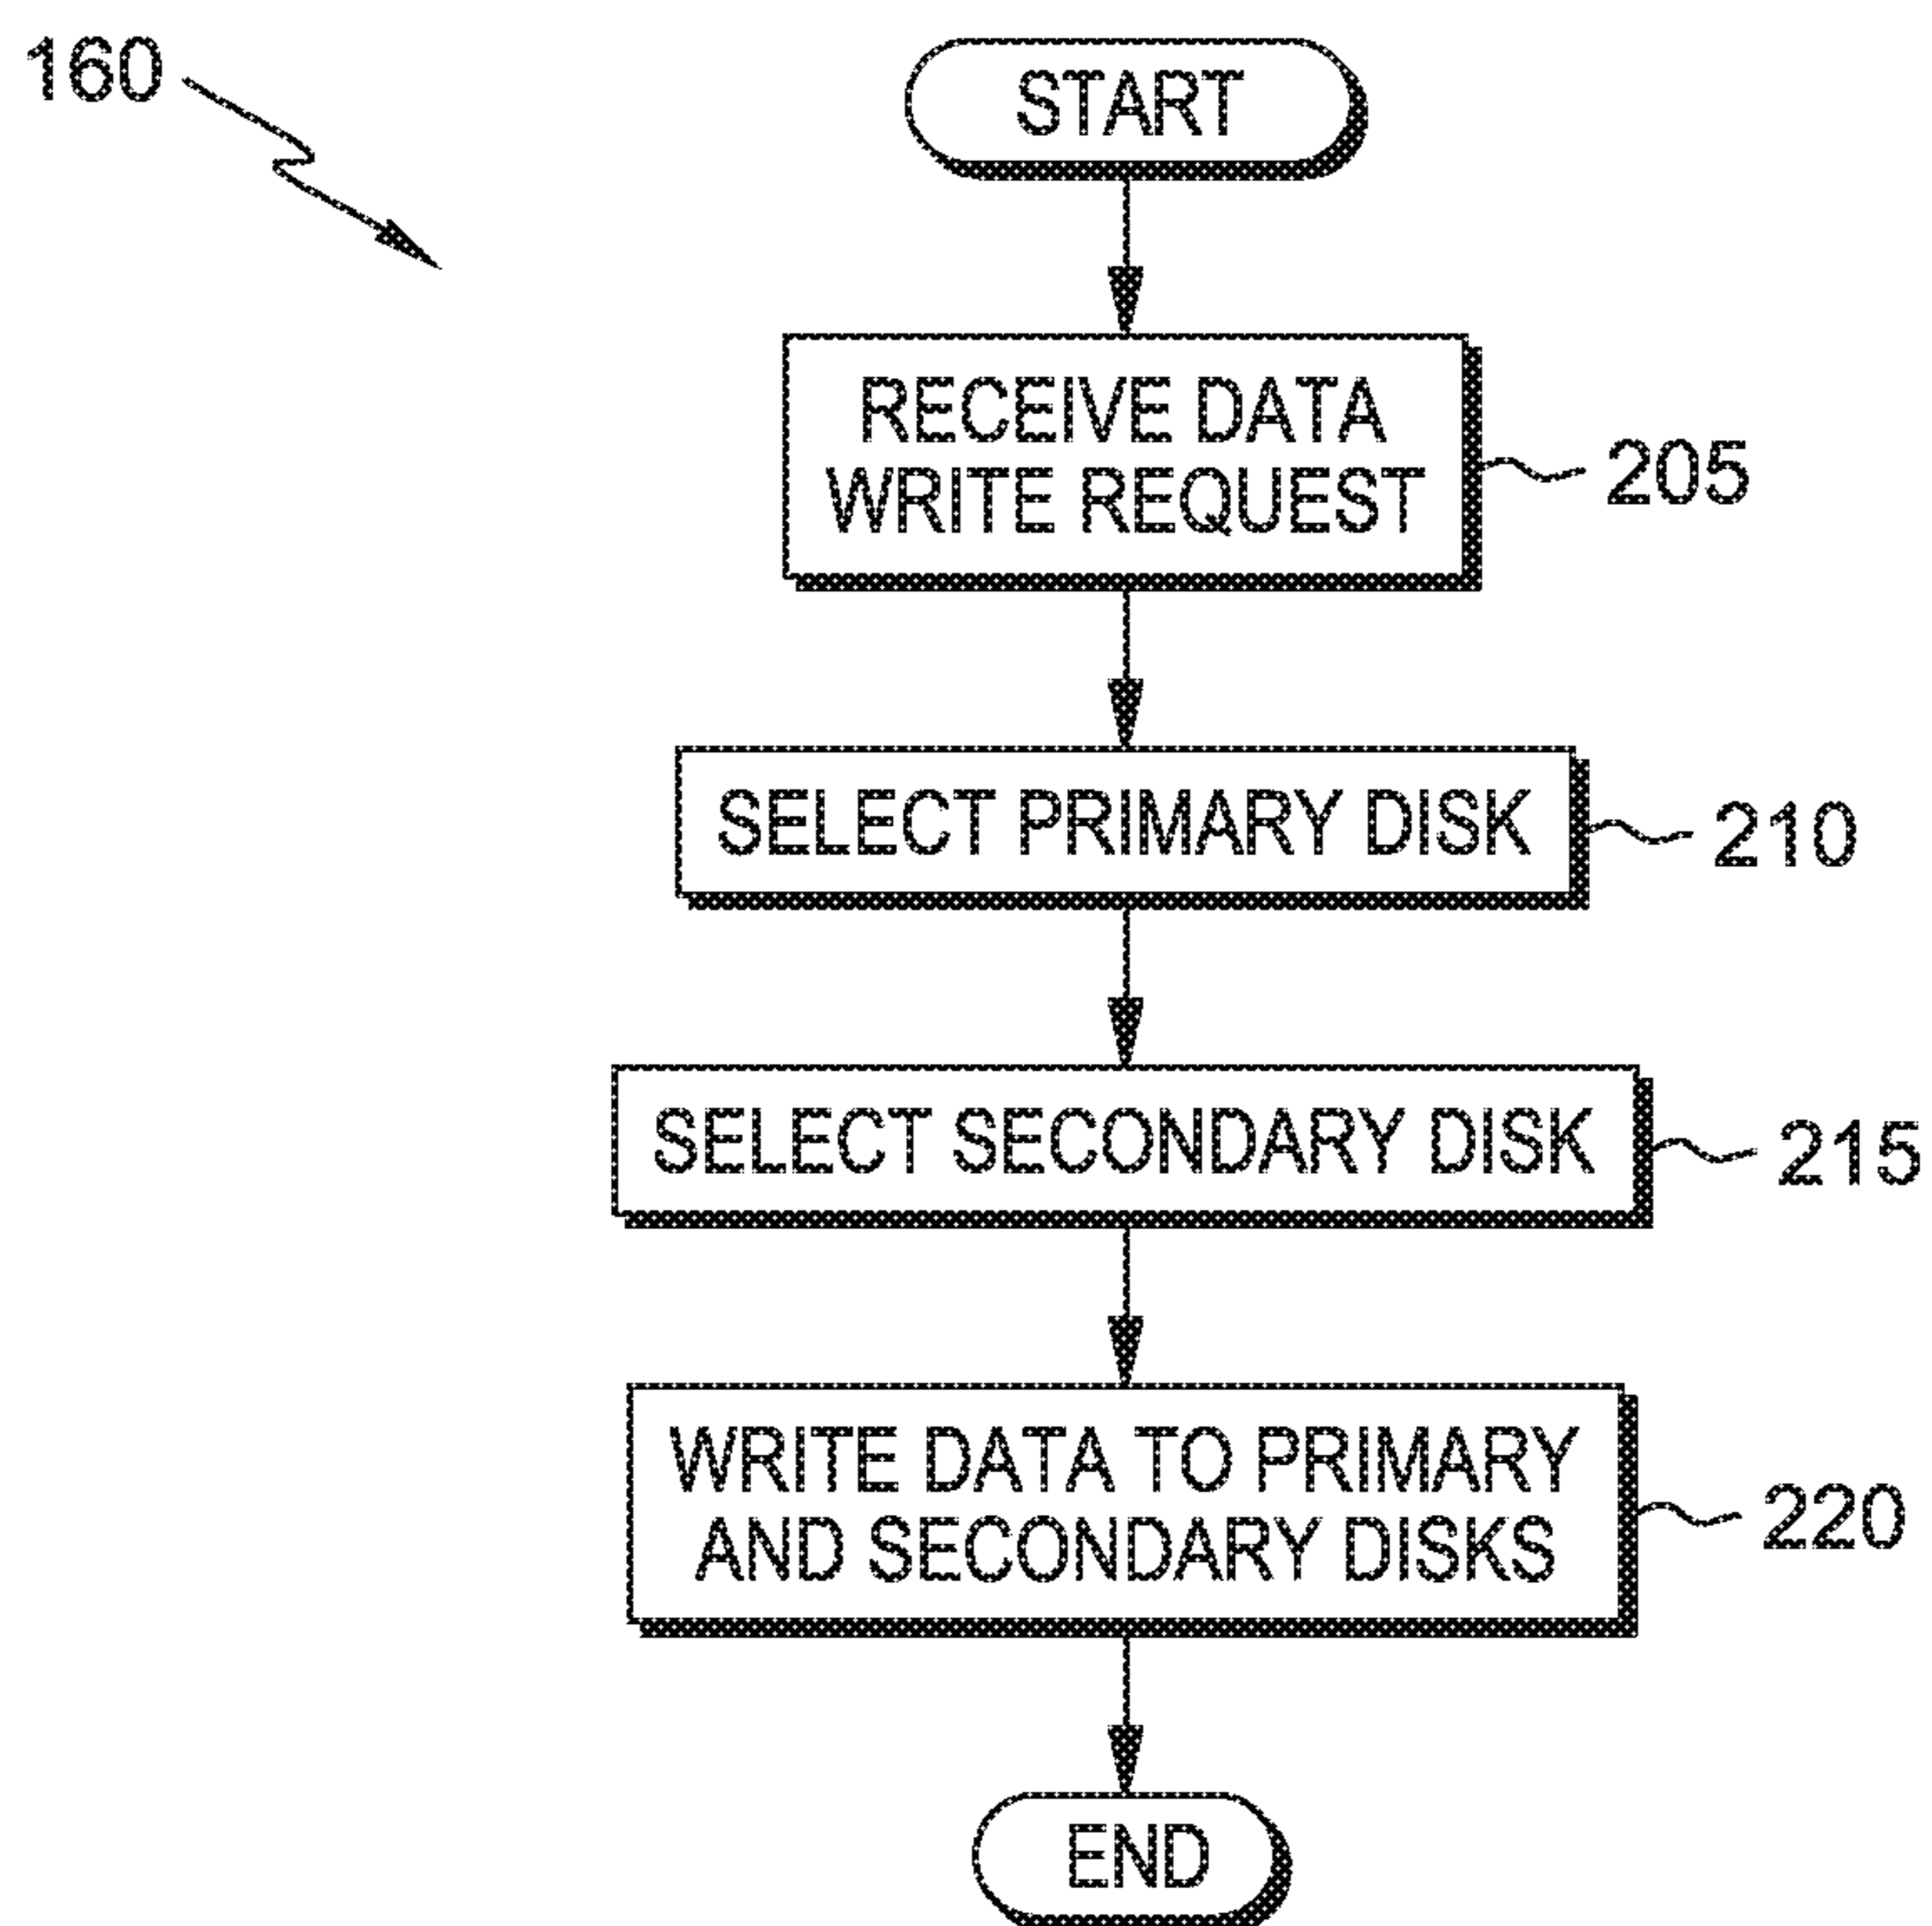 160
START
RECEIVE DATA
WRITE REQUEST
205
SELECT PRIMARY DISK
210
SELECT SECONDARY DISK
215
WRITE DATA TO PRIMARY
AND SECONDARY DISKS
220
END